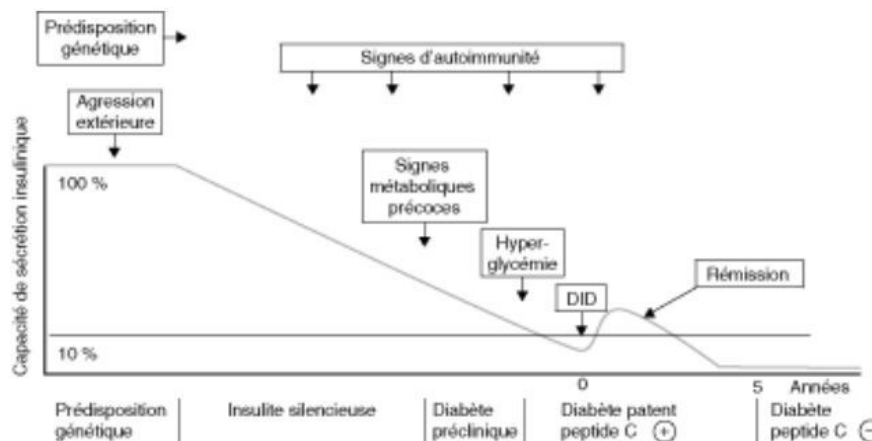 Prédisposition
génétique
Signes d'autoimmunité
Agression
extérieure
Capacité de sécrétion insulinique
100 %
Signes
métaboliques
précoces
Hyper-
glycémie
DID
Rémission
10 %
0
5
Années
Prédisposition
génétique
Insulite silencieuse
Diabète
préclinique
Diabète patent
peptide C (+)
Diabète
peptide C (−)